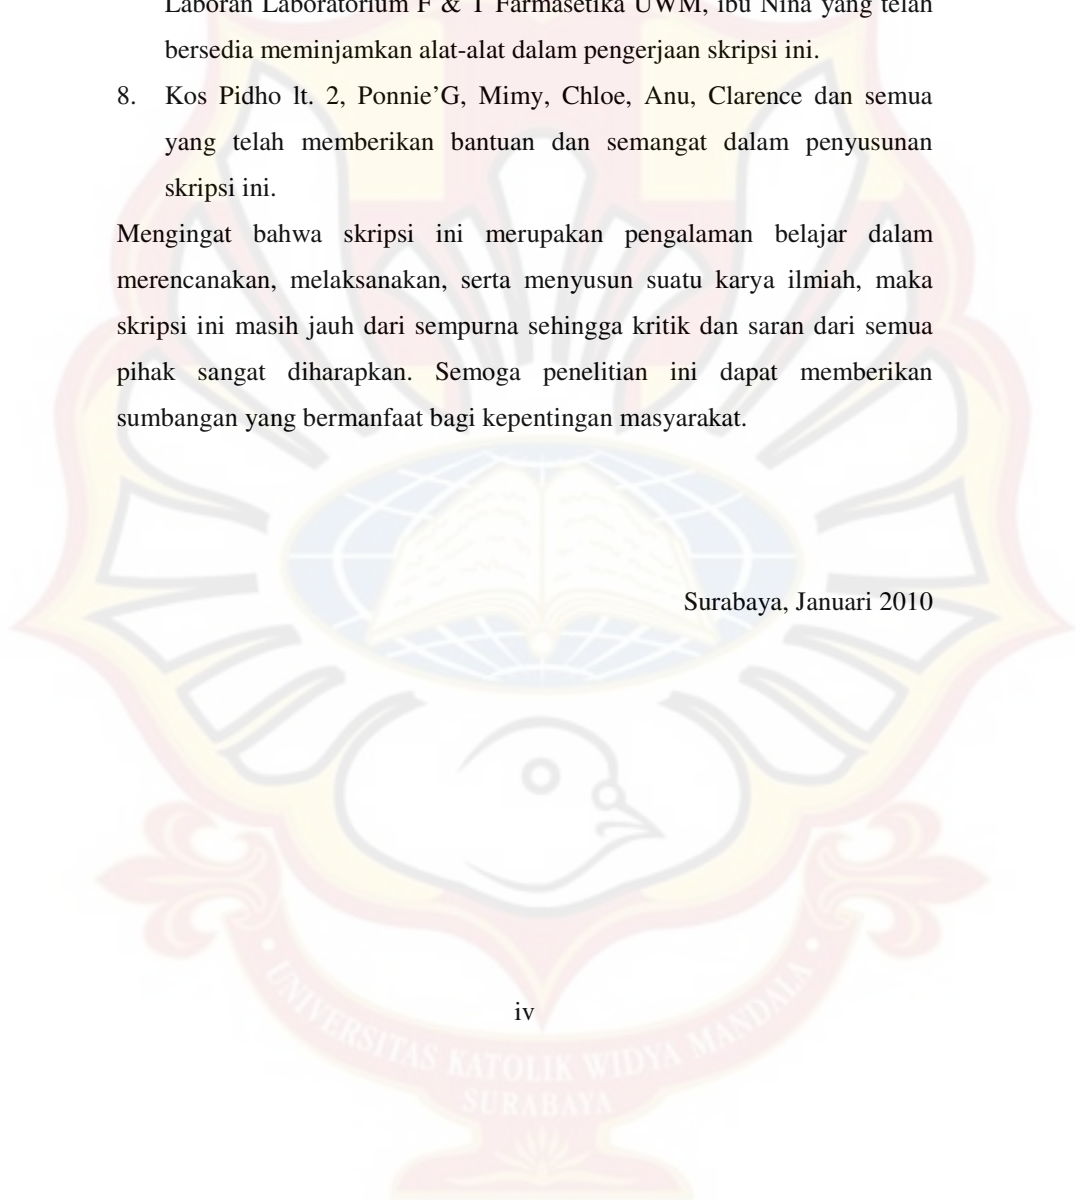 Laboran Laboratorium F & T Farmasetika UWM, ibu Nina yang telah
bersedia meminjamkan alat-alat dalam pengerjaan skripsi ini.
8. Kos Pidho lt. 2, Ponnie’G, Mimy, Chloe, Anu, Clarence dan semua
yang telah memberikan bantuan dan semangat dalam penyusunan
skripsi ini.
Mengingat bahwa skripsi ini merupakan pengalaman belajar dalam
merencanakan, melaksanakan, serta menyusun suatu karya ilmiah, maka
skripsi ini masih jauh dari sempurna sehingga kritik dan saran dari semua
pihak sangat diharapkan. Semoga penelitian ini dapat memberikan
sumbangan yang bermanfaat bagi kepentingan masyarakat.
Surabaya, Januari 2010
iv
UNIVERSITAS KATOLIK WIDYA MANDALA
SURABAYA